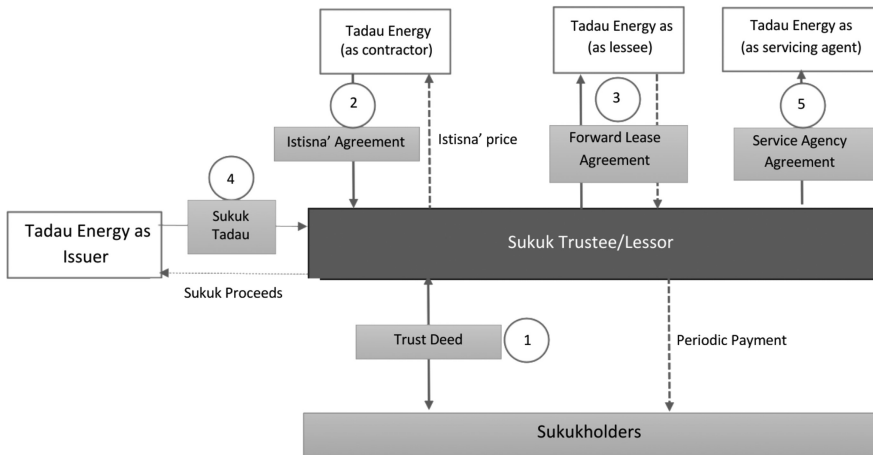 Tadau Energy
(as contractor)
Tadau Energy as
(as lessee)
Tadau Energy as
(as servicing agent)
2
3
5
Istisna’ Agreement
Istisna’ price
Forward Lease
Agreement
Service Agency
Agreement
4
Sukuk
Tadau
Tadau Energy as
Issuer
Sukuk Trustee/Lessor
Sukuk Proceeds
Trust Deed
1
Periodic Payment
Sukukholders